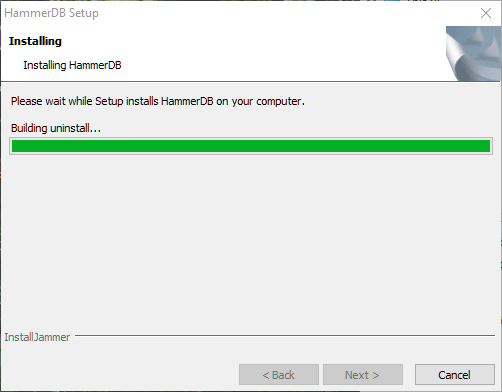 HammerDB Setup
Installing
Installing HammerDB
Please wait while Setup installs HammerDB on your computer.
Building uninstall...
InstallJammer
< Back
Next >
Cancel